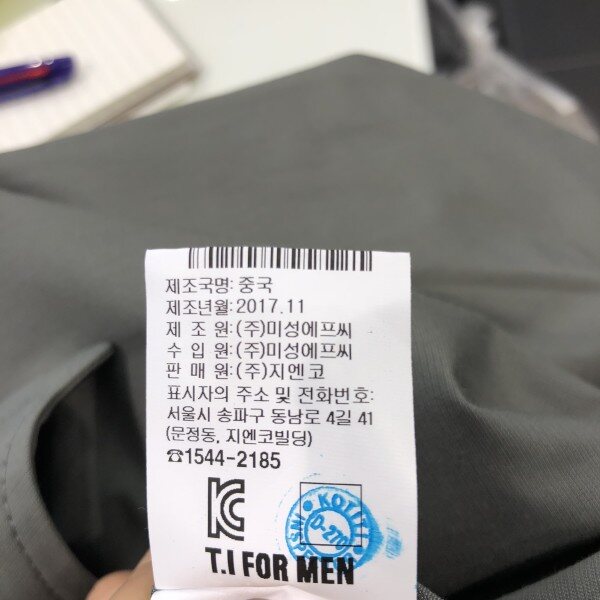 제조국명: 중국
제조년월: 2017.11
제 조 원: (주)미성에프씨
수 입 원: (주)미성에프씨
판 매 원: (주)지엔코
표시자의 주소 및 전화번호:
서울시 송파구 동남로 4길 41
(문정동, 지엔코빌딩)
☎1544-2185
KOTITI
INSP
D-270
T.I FOR MEN